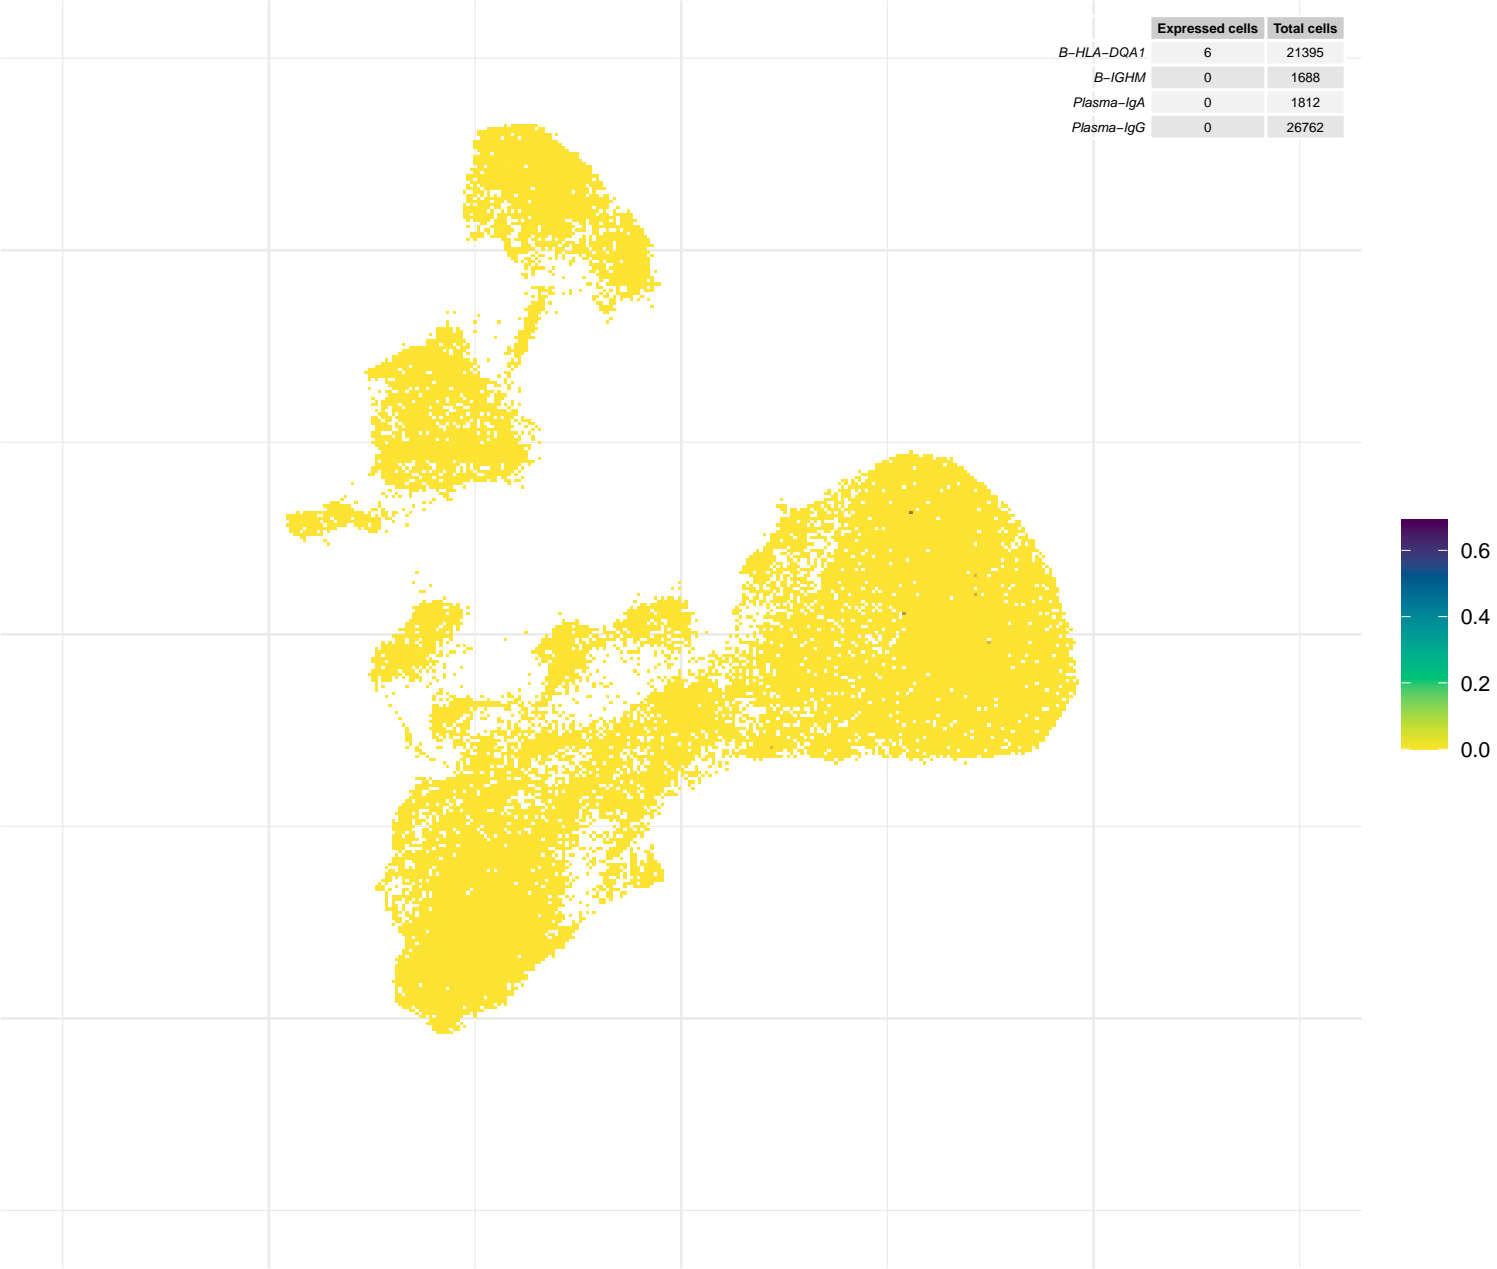 Expressed cells Total cells
B−HLA−DQA1 6 21395
B−IGHM 0 1688
Plasma−IgA 0 1812
Plasma−IgG 0 26762
0.6
0.4
0.2
0.0